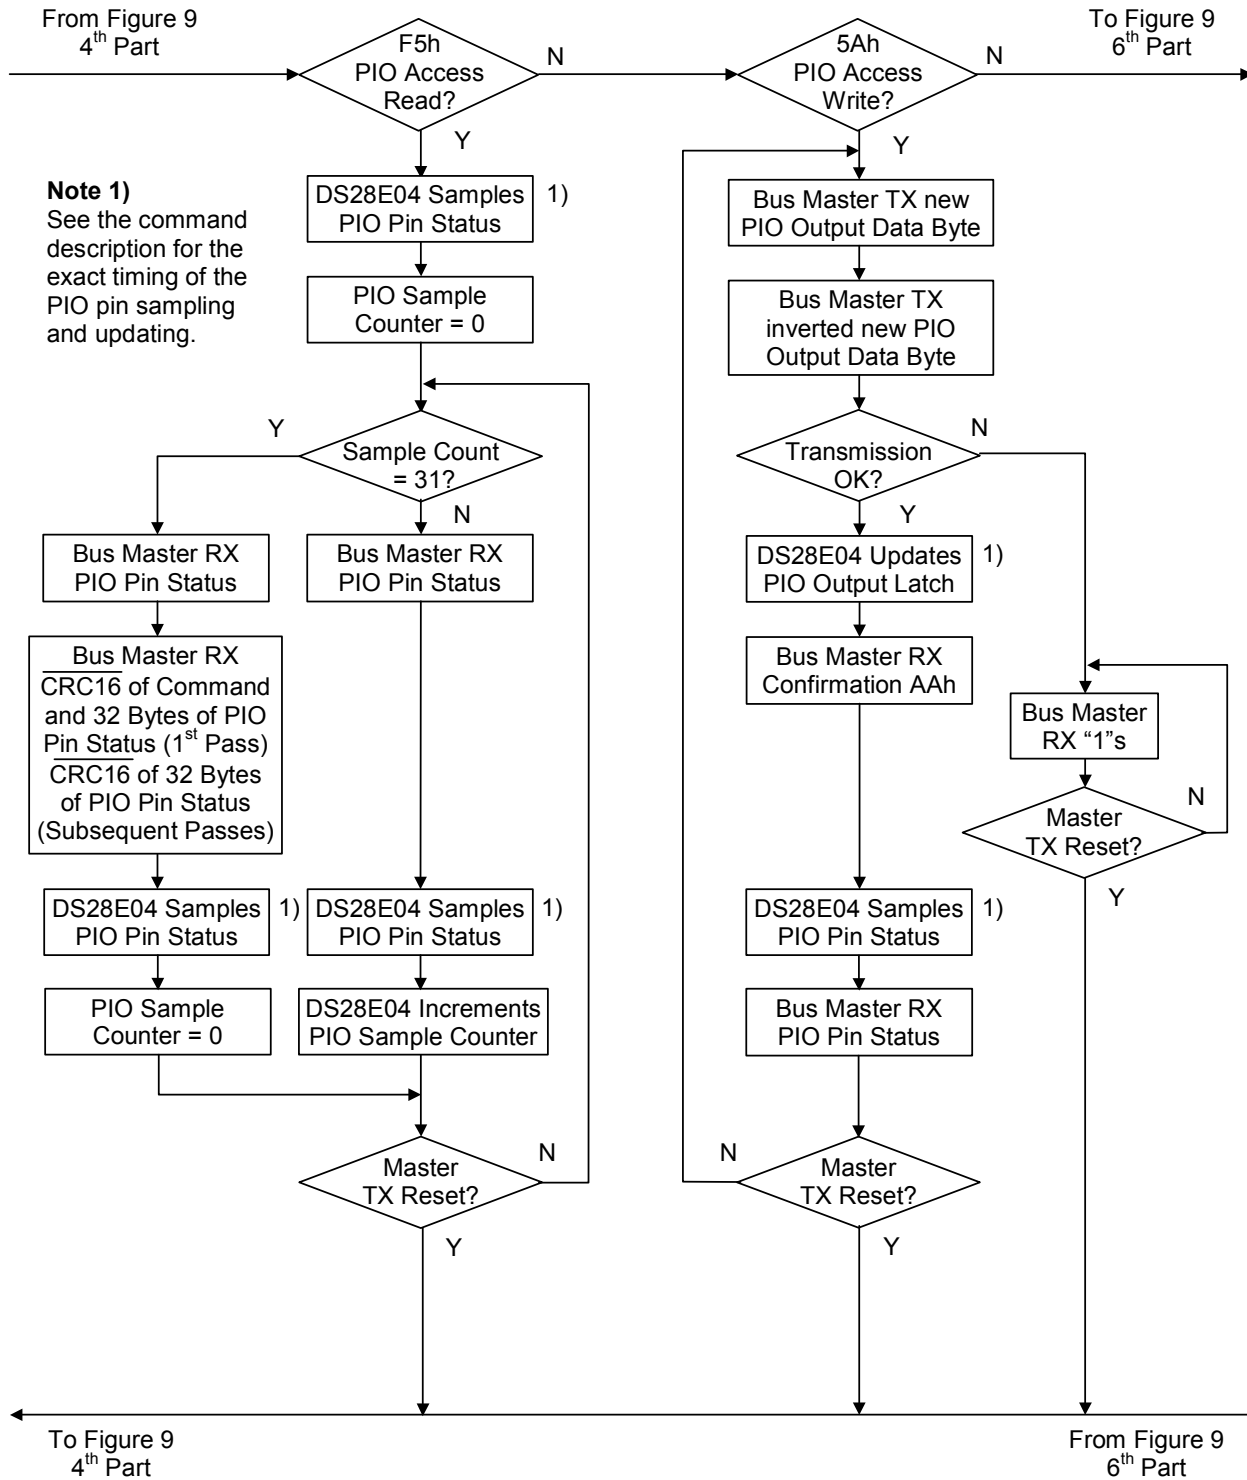 From Figure 9
4th Part
To Figure 9
6th Part
F5h
PIO Access
Read?
N
Y
5Ah
PIO Access
Write?
N
Y
Note 1)
See the command
description for the
exact timing of the
PIO pin sampling
and updating.
DS28E04 Samples
PIO Pin Status
1)
PIO Sample
Counter = 0
Sample Count
= 31?
Y
N
Bus Master RX
PIO Pin Status
Bus Master RX
CRC16 of Command
and 32 Bytes of PIO
Pin Status (1st Pass)
CRC16 of 32 Bytes
of PIO Pin Status
(Subsequent Passes)
DS28E04 Samples
PIO Pin Status
1)
PIO Sample
Counter = 0
Bus Master RX
PIO Pin Status
DS28E04 Samples
PIO Pin Status
1)
DS28E04 Increments
PIO Sample Counter
Master
TX Reset?
N
Y
Bus Master TX new
PIO Output Data Byte
Bus Master TX
inverted new PIO
Output Data Byte
Transmission
OK?
N
Y
DS28E04 Updates
PIO Output Latch
1)
Bus Master RX
Confirmation AAh
DS28E04 Samples
PIO Pin Status
1)
Bus Master RX
PIO Pin Status
N
Master
TX Reset?
Y
Bus Master
RX “1”s
Master
TX Reset?
N
Y
To Figure 9
4th Part
From Figure 9
6th Part